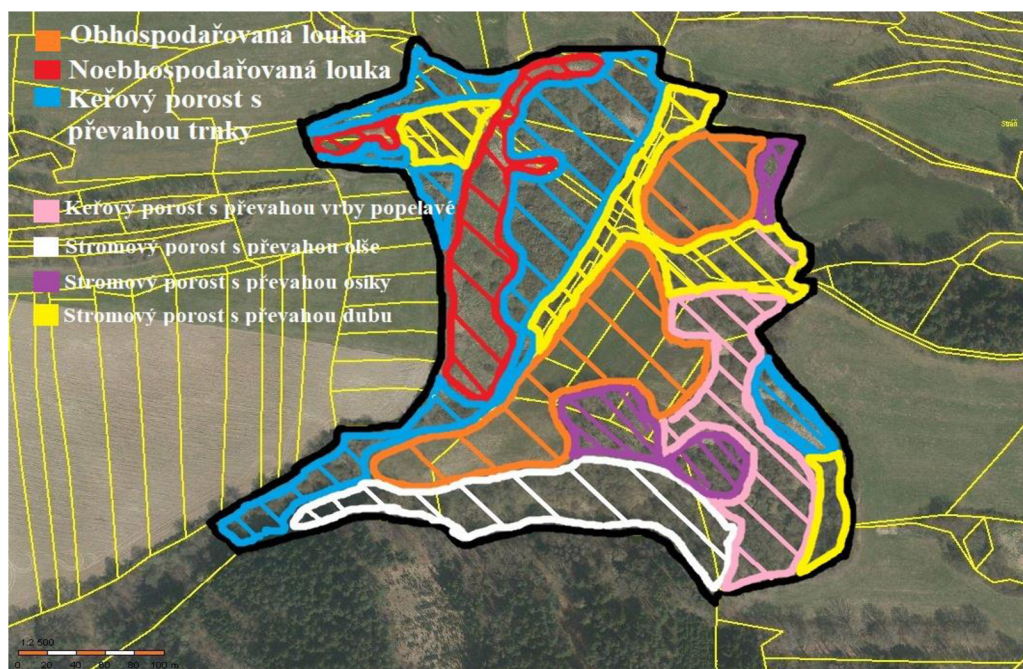 Obhospodařovaná louka
Noebhospodařovaná louka
Keřový porost s
převahou trnky
Stráň
Keřový porost s převahou vrby popelavé
Stromový porost s převahou olše
Stromový porost s převahou osiky
Stromový porost s převahou dubu
1:2 500
0 20 40 60 80 100 m